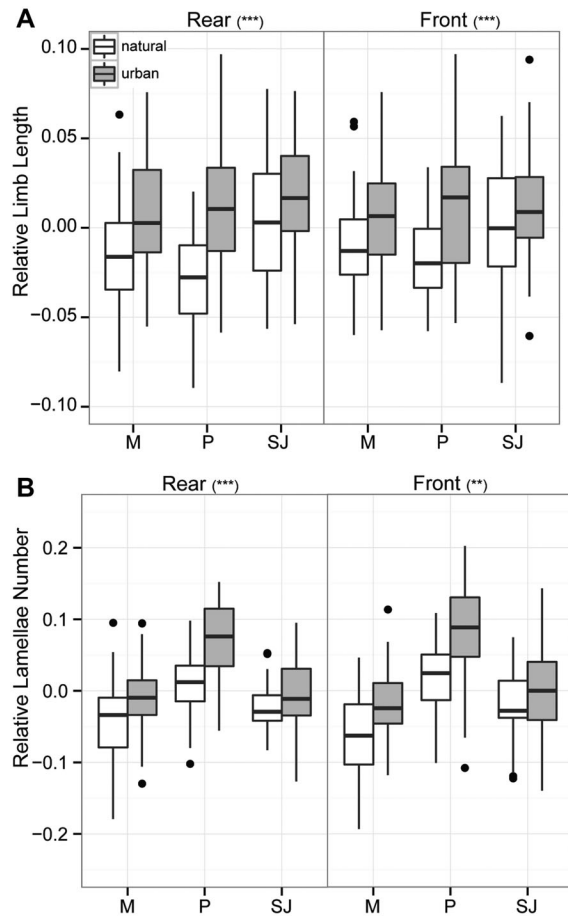 A
Rear (***)
Front (***)
natural
urban
Relative Limb Length
0.10
0.05
0.00
−0.05
−0.10
M P SJ M P SJ
B
Rear (***)
Front (**)
Relative Lamellae Number
0.2
0.1
0.0
−0.1
−0.2
M P SJ M P SJ